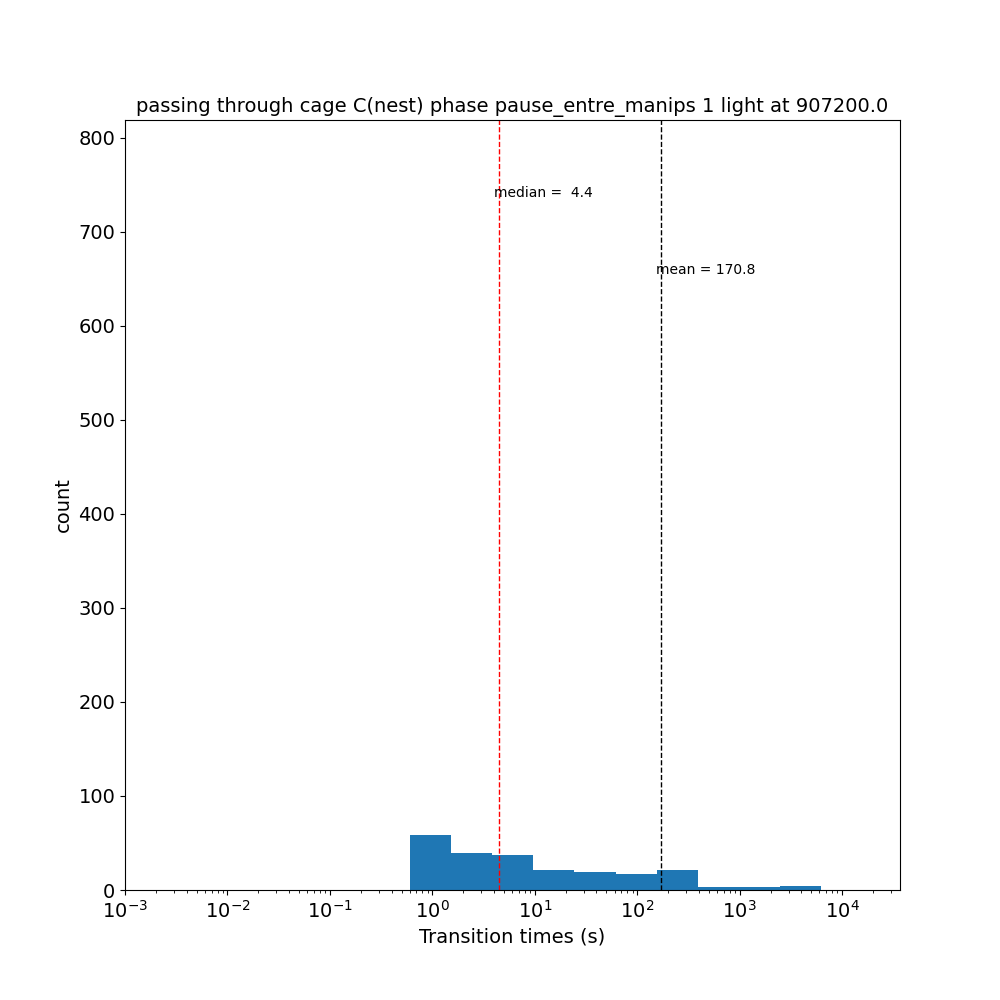 passing through cage C(nest) phase pause_entre_manips 1 light at 907200.0
800
700
600
500
400
300
200
100
0
count
median =  4.4
mean = 170.8
10⁻³ 10⁻² 10⁻¹ 10⁰ 10¹ 10² 10³ 10⁴
Transition times (s)